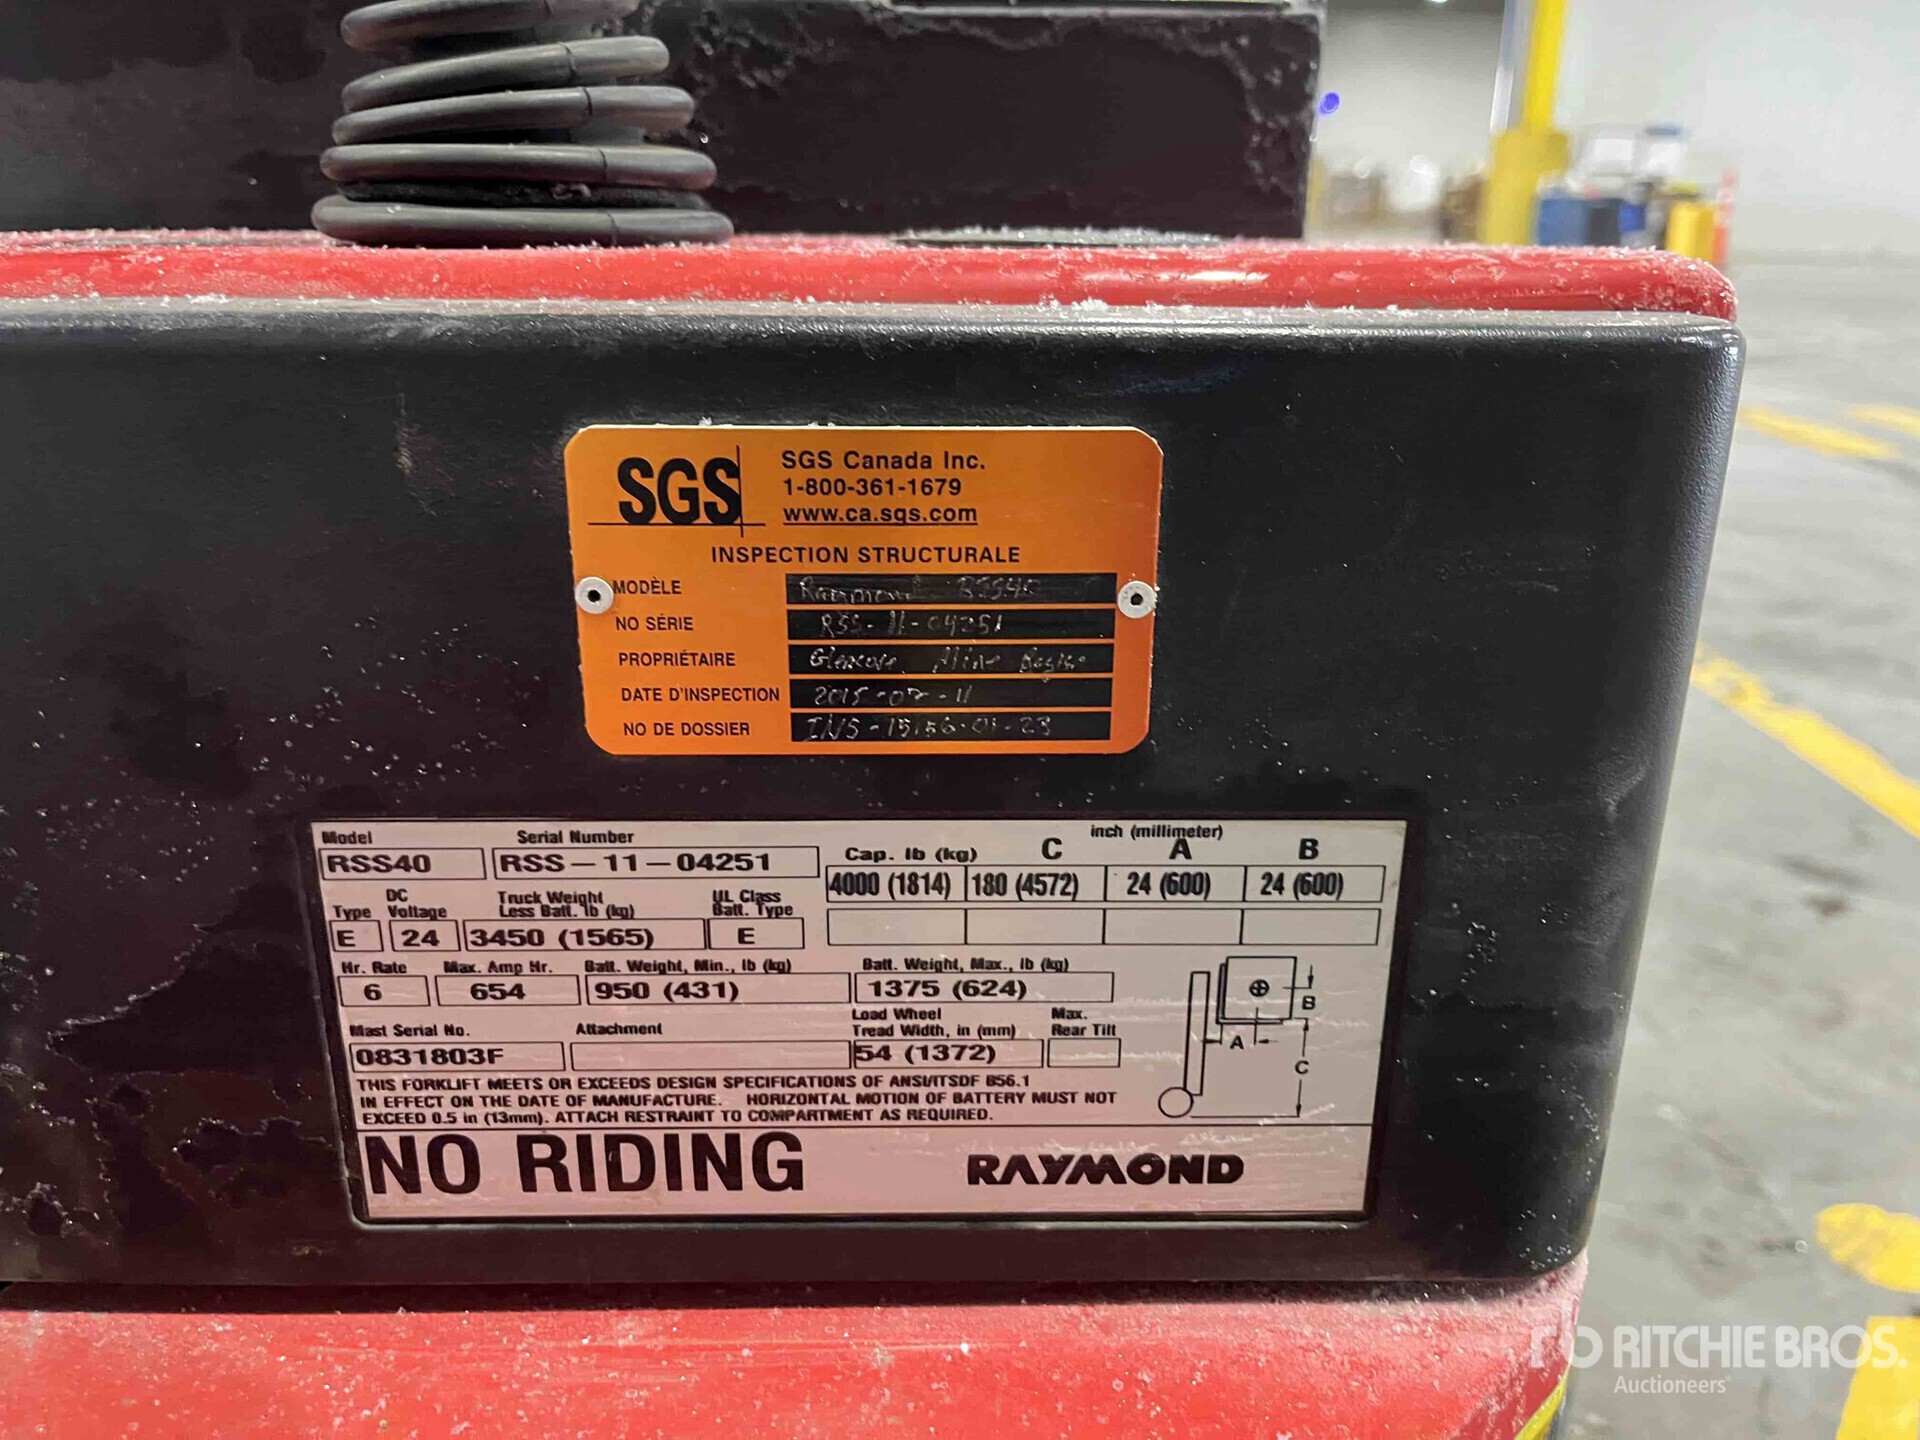 SGS
SGS Canada Inc.
1-800-361-1679
www.ca.sgs.com
INSPECTION STRUCTURALE
MODÈLE Raymond RSS40
NO SÉRIE RSS-11-04251
PROPRIÉTAIRE Mine
DATE D'INSPECTION 2015-07-11
NO DE DOSSIER
Model Serial Number
RSS40 RSS-11-04251
Type DC Voltage Truck Weight Less Batt. lb (kg) UL Class Batt. Type
E 24 3450 (1565) E
inch (millimeter)
Cap. lb (kg) C A B
4000 (1814) 180 (4572) 24 (600) 24 (600)
Hr. Rate Max. Amp Hr. Batt. Weight, Min., lb (kg) Batt. Weight, Max., lb (kg)
6 654 950 (431) 1375 (624)
Mast Serial No. Attachment Load Wheel Tread Width, in (mm) Max. Rear Tilt
0831803F 54 (1372)
A B C
THIS FORKLIFT MEETS OR EXCEEDS DESIGN SPECIFICATIONS OF ANSI/ITSDF B56.1
IN EFFECT ON THE DATE OF MANUFACTURE. HORIZONTAL MOTION OF BATTERY MUST NOT
EXCEED 0.5 in (13mm). ATTACH RESTRAINT TO COMPARTMENT AS REQUIRED.
NO RIDING RAYMOND
RITCHIE BROS.
Auctioneers